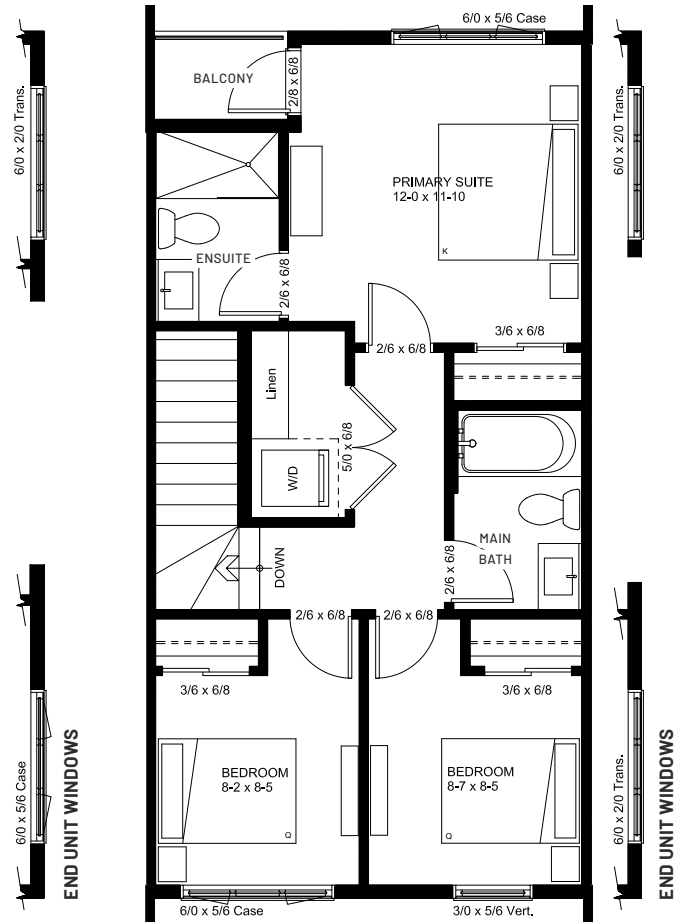 6/0 x 5/6 Case
6/0 x 2/0 Trans.
BALCONY
2/8 x 6/8
6/0 x 2/0 Trans.
PRIMARY SUITE
12-0 x 11-10
K
ENSUITE
2/6 x 6/8
2/6 x 6/8
3/6 x 6/8
Linen
5/0 x 6/8
W/D
MAIN
BATH
2/6 x 6/8
DOWN
2/6 x 6/8
2/6 x 6/8
3/6 x 6/8
3/6 x 6/8
BEDROOM
8-2 x 8-5
Q
BEDROOM
8-7 x 8-5
Q
6/0 x 5/6 Case
END UNIT WINDOWS
6/0 x 2/0 Trans.
END UNIT WINDOWS
6/0 x 5/6 Case
3/0 x 5/6 Vert.